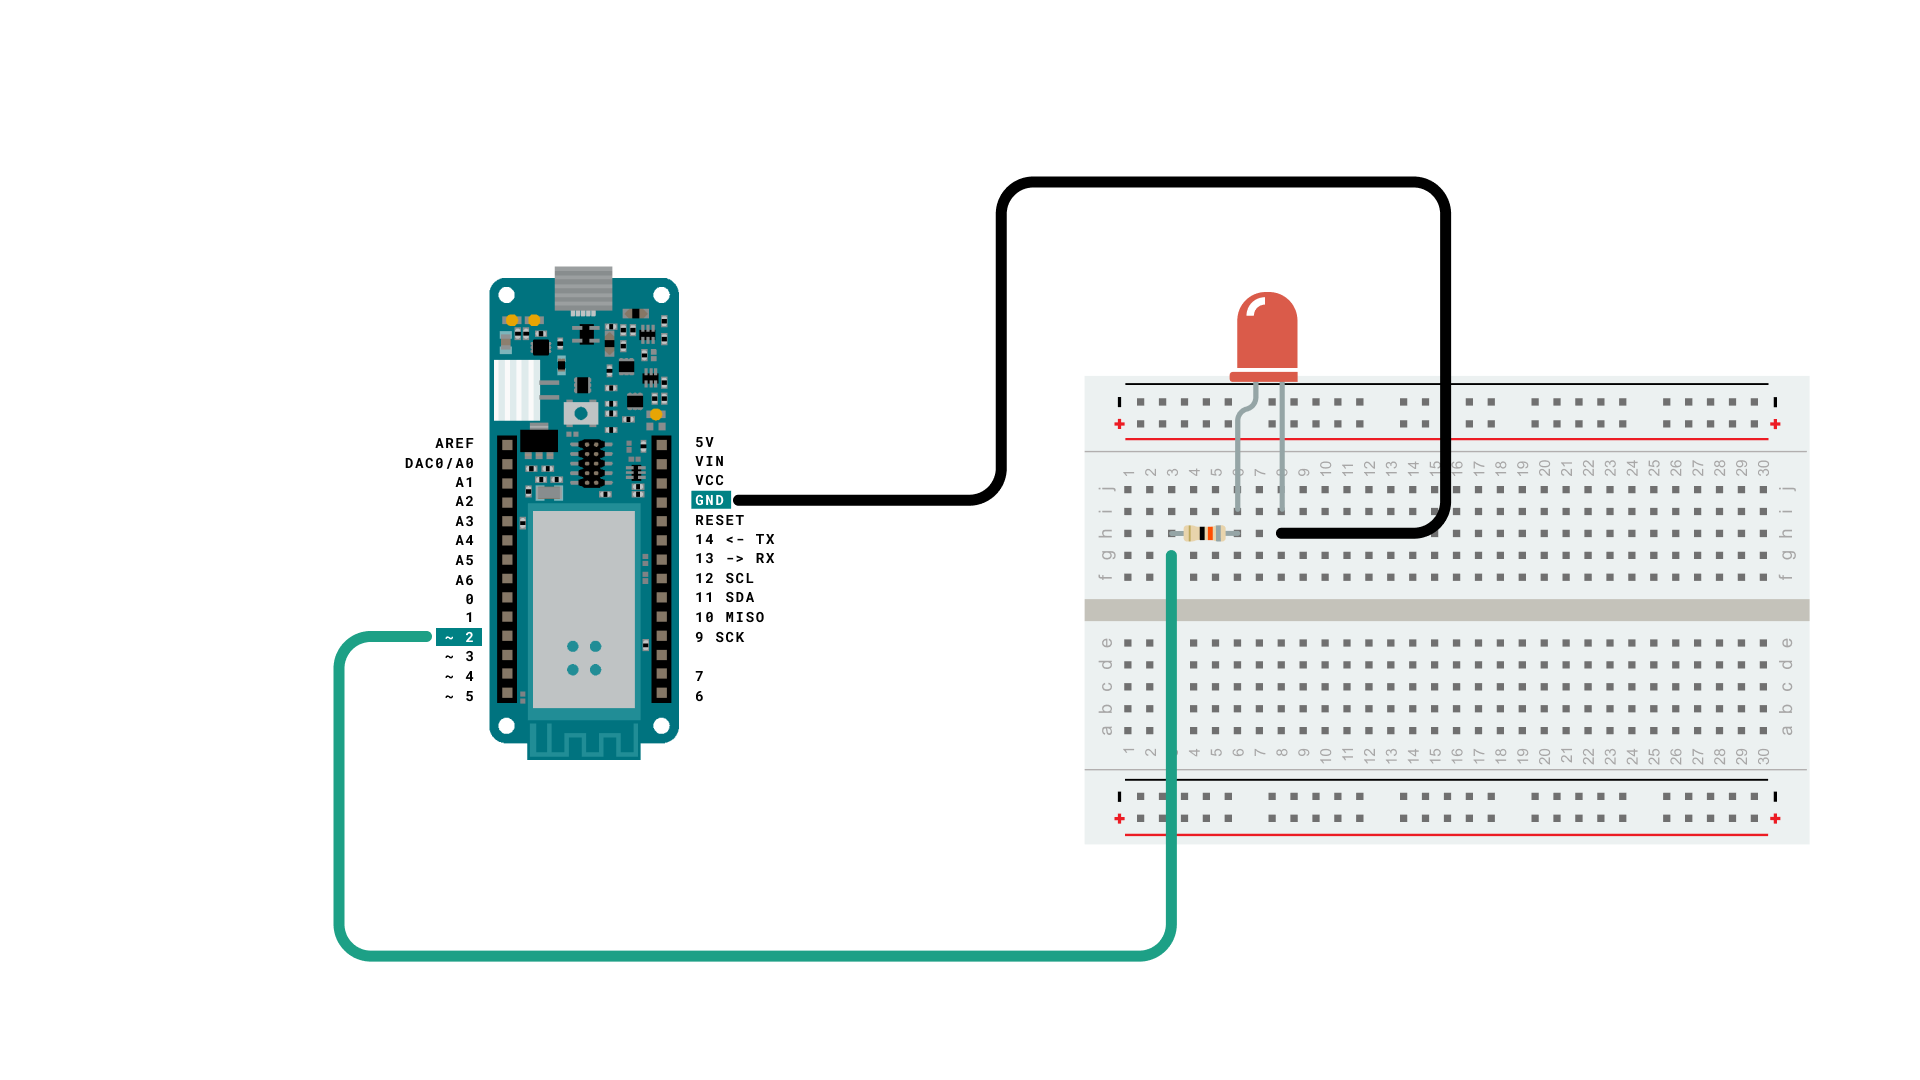 AREF
DAC0/A0
A1
A2
A3
A4
A5
A6
0
1
~ 2
~ 3
~ 4
~ 5
5V
VIN
VCC
GND
RESET
14 <- TX
13 -> RX
12 SCL
11 SDA
10 MISO
9 SCK
7
6
+ +
1 2 3 4 5 6 7 8 9 10 11 12 13 14 15 16 17 18 19 20 21 22 23 24 25 26 27 28 29 30
j j
i i
h h
g g
f f
e e
d d
c c
b b
a a
1 2 4 5 6 7 8 9 10 11 12 13 14 15 16 17 18 19 20 21 22 23 24 25 26 27 28 29 30
+ +